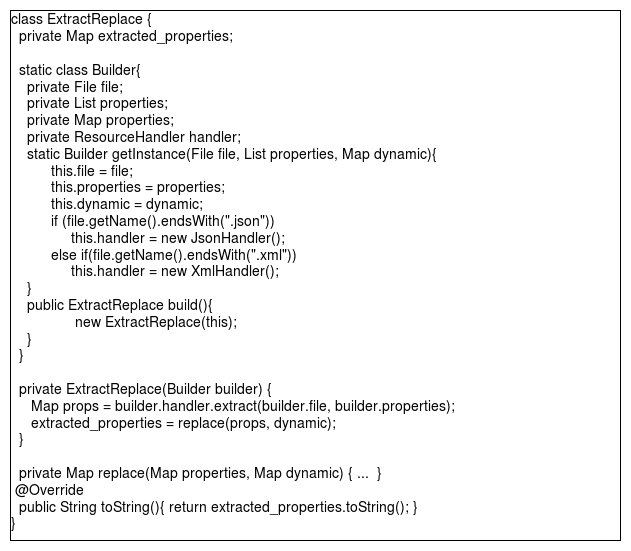 class ExtractReplace {
private Map extracted_properties;
static class Builder{
private File file;
private List properties;
private Map properties;
private ResourceHandler handler;
static Builder getInstance(File file, List properties, Map dynamic){
this.file = file;
this.properties = properties;
this.dynamic = dynamic;
if (file.getName().endsWith(".json"))
this.handler = new JsonHandler();
else if(file.getName().endsWith(".xml"))
this.handler = new XmlHandler();
}
public ExtractReplace build(){
new ExtractReplace(this);
}
}
private ExtractReplace(Builder builder) {
Map props = builder.handler.extract(builder.file, builder.properties);
extracted_properties = replace(props, dynamic);
}
private Map replace(Map properties, Map dynamic) { ...  }
@Override
public String toString(){ return extracted_properties.toString(); }
}